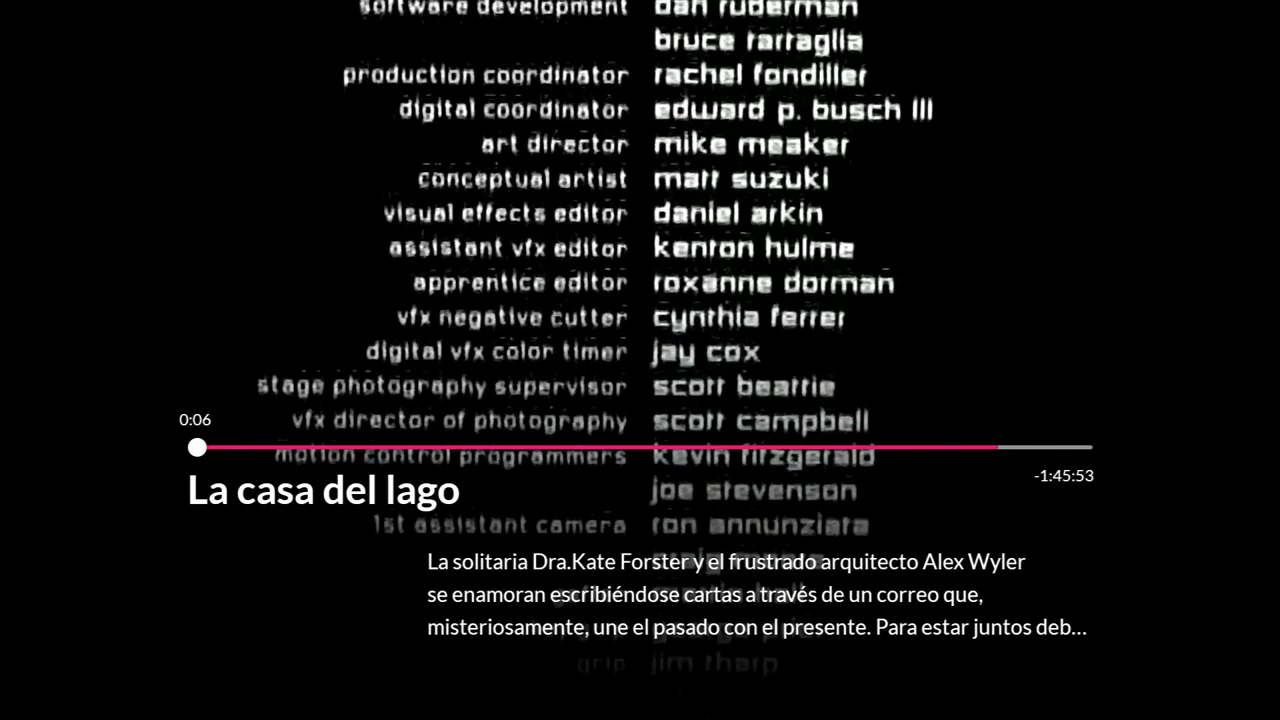 software development dan ruderman
bruce tartaglia
production coordinator rachel fondiller
digital coordinator edward p. busch III
art director mike meaker
conceptual artist matt suzuki
visual effects editor daniel arkin
assistant vfx editor kenton hulme
apprentice editor roxanne dorman
vfx negative cutter cynthia ferrer
digital vfx color timer jay cox
stage photography supervisor scott beattie
0:06
vfx director of photography scott campbell
motion control programmers kevin fitzgerald
-1:45:53
La casa del lago
joe stevenson
1st assistant camera ron annunziata
La solitaria Dra.Kate Forster y el frustrado arquitecto Alex Wyler
se enamoran escribiéndose cartas a través de un correo que,
misteriosamente, une el pasado con el presente. Para estar juntos deb...
grip jim tharp